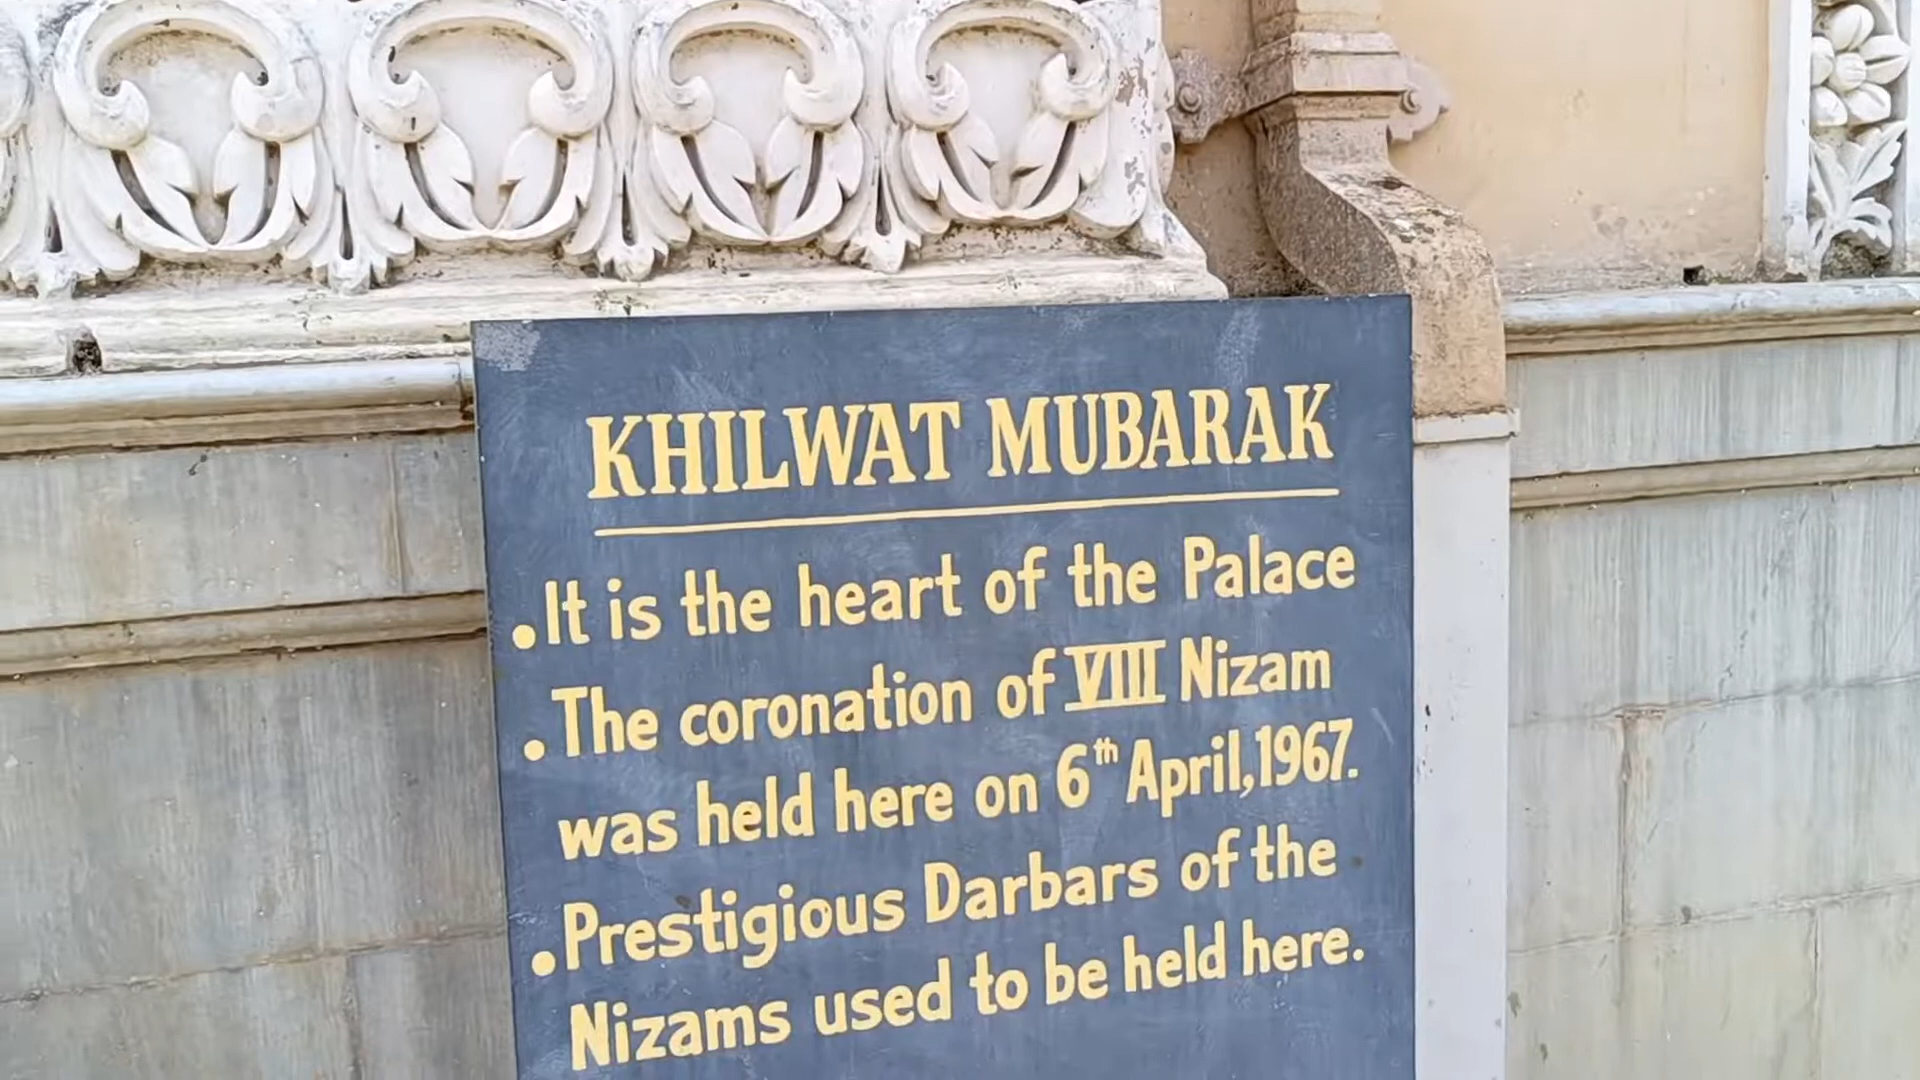 KHILWAT MUBARAK
•It is the heart of the Palace
•The coronation of VIII Nizam
was held here on 6th April,1967.
•Prestigious Darbars of the
Nizams used to be held here.